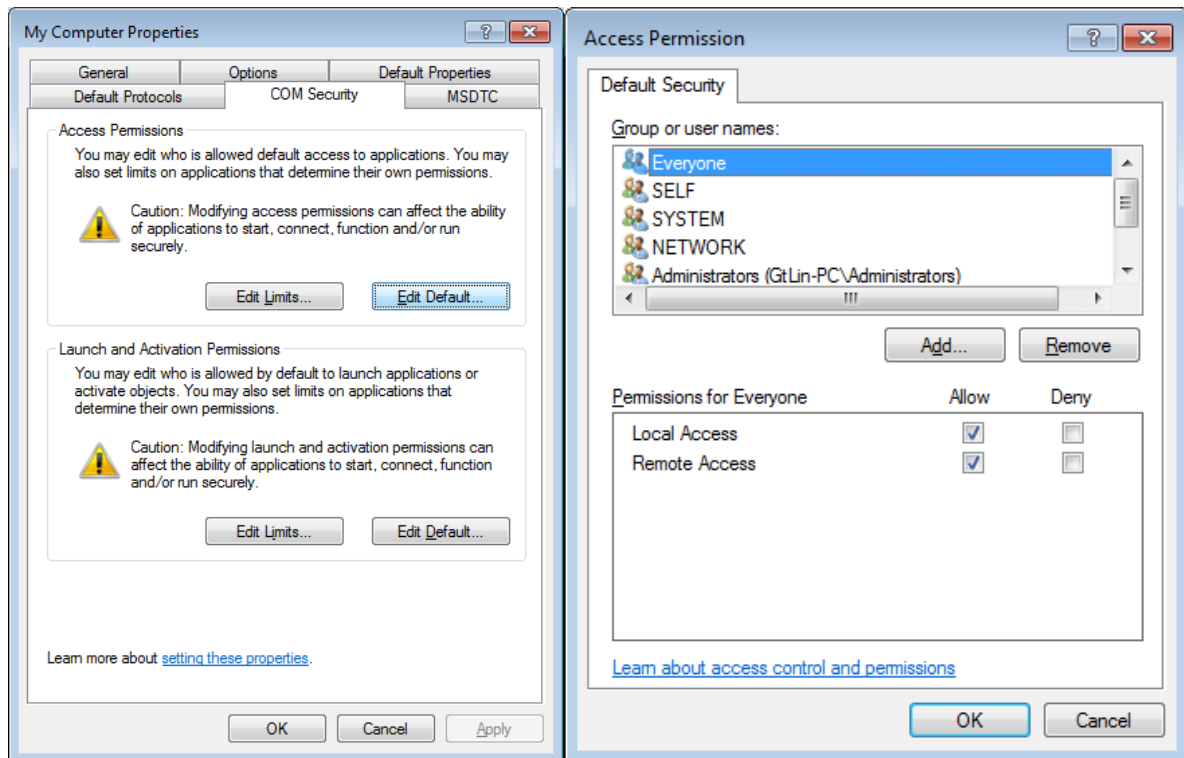 My Computer Properties
General Options Default Properties
Default Protocols COM Security MSDTC
Access Permissions
You may edit who is allowed default access to applications. You may
also set limits on applications that determine their own permissions.
Caution: Modifying access permissions can affect the ability
of applications to start, connect, function and/or run
securely.
Edit Limits... Edit Default...
Launch and Activation Permissions
You may edit who is allowed by default to launch applications or
activate objects. You may also set limits on applications that
determine their own permissions.
Caution: Modifying launch and activation permissions can
affect the ability of applications to start, connect, function
and/or run securely.
Edit Limits... Edit Default...
Learn more about setting these properties.
OK Cancel Apply
Access Permission
Default Security
Group or user names:
Everyone
SELF
SYSTEM
NETWORK
Administrators (GtLin-PC\Administrators)
Add... Remove
Permissions for Everyone Allow Deny
Local Access
Remote Access
Learn about access control and permissions
OK Cancel